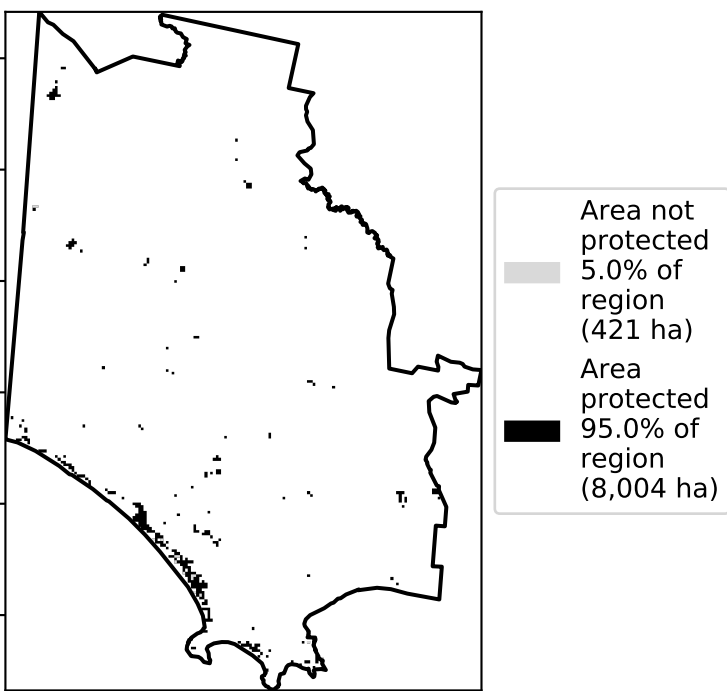 Area not
protected
5.0% of
region
(421 ha)
Area
protected
95.0% of
region
(8,004 ha)